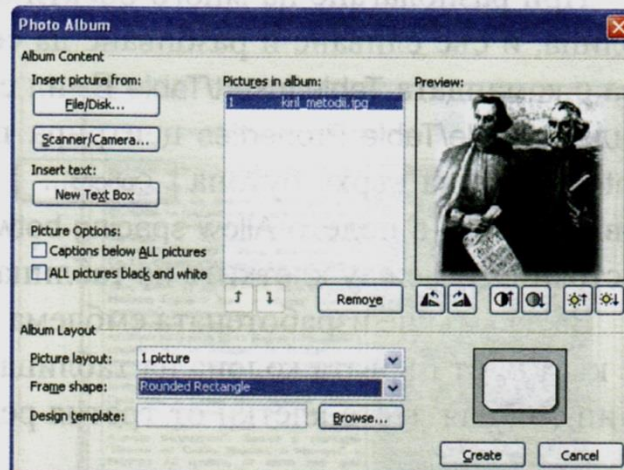 Photo Album
Album Content
Insert picture from:
File/Disk...
Scanner/Camera...
Insert text:
New Text Box
Picture Options:
Captions below ALL pictures
ALL pictures black and white
Pictures in album:
1 kiril_metodii.jpg
Remove
Preview:
Album Layout
Picture layout: 1 picture
Frame shape: Rounded Rectangle
Design template: Browse...
Create Cancel